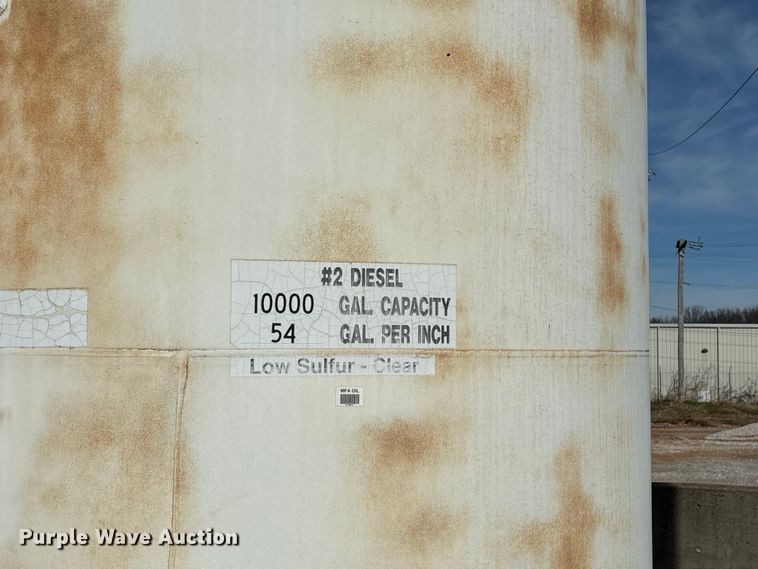 #2 DIESEL
10000 GAL. CAPACITY
54 GAL. PER INCH
Low Sulfur - Clear
MFA OIL
Purple Wave Auction